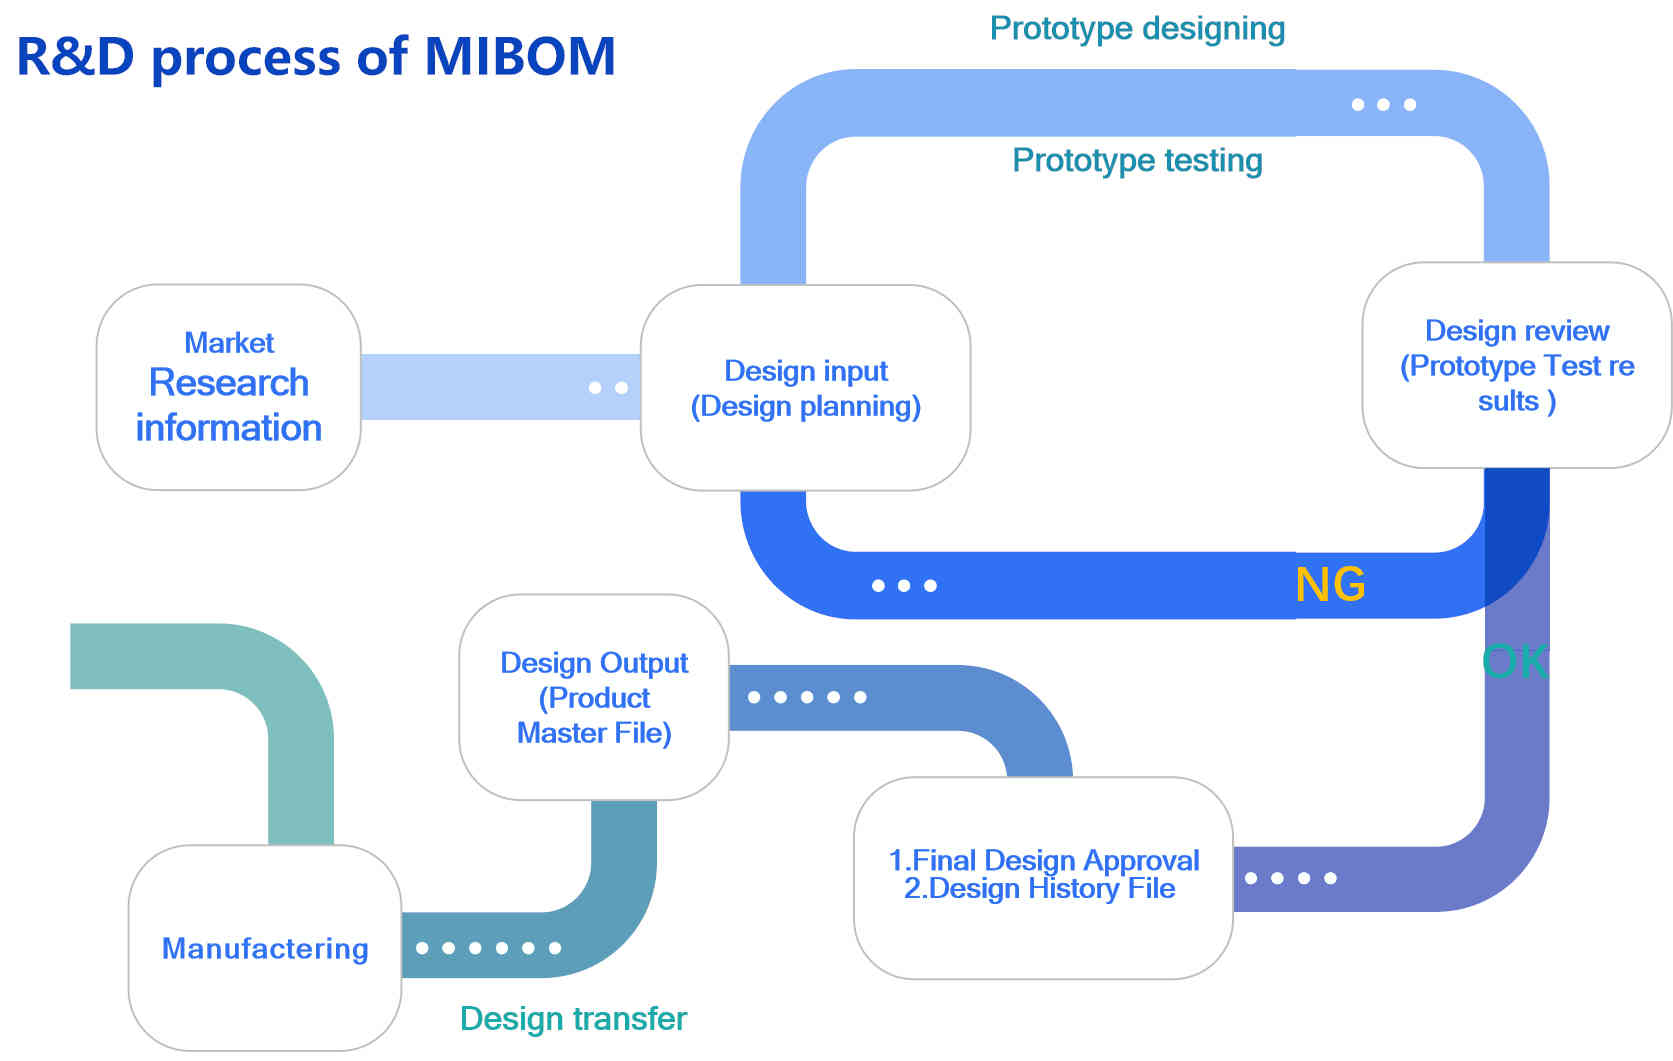 R&D process of MIBOM
Prototype designing
Prototype testing
Market
Research
information
Design input
(Design planning)
Design review
(Prototype Test re
sults )
NG
OK
Design Output
(Product
Master File)
1.Final Design Approval
2.Design History File
Manufactering
Design transfer